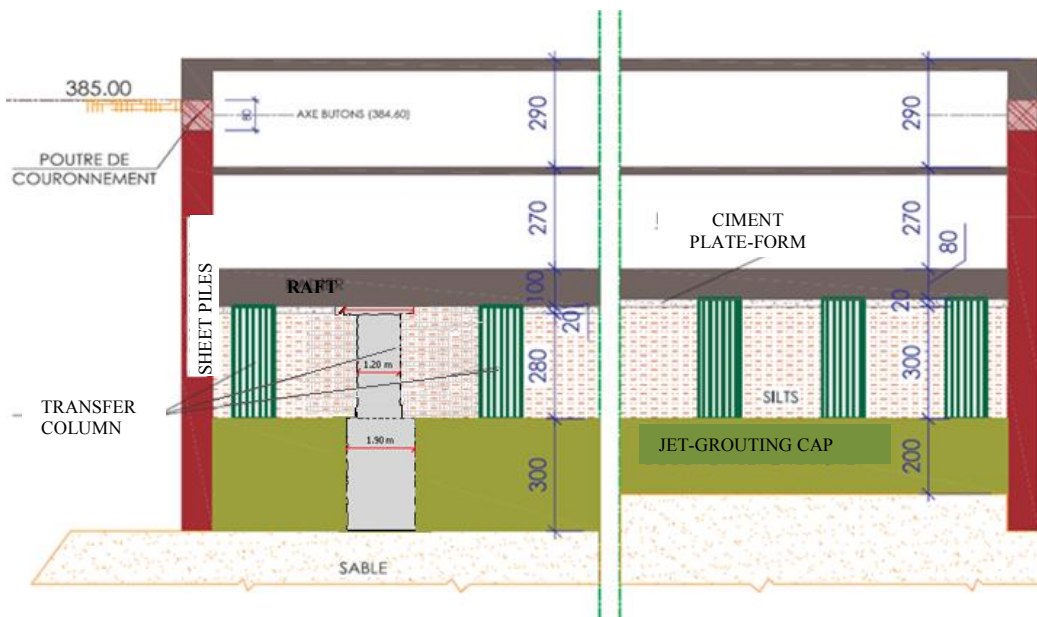 385.00
80
AXE BUTONS (384.60)
POUTRE DE
COURONNEMENT
290
290
270
270
CIMENT
PLATE-FORM
80
SHEET PILES
RAFT
100
20
20
1.20 m
280
300
SILTS
TRANSFER
COLUMN
1.90 m
JET-GROUTING CAP
300
200
SABLE